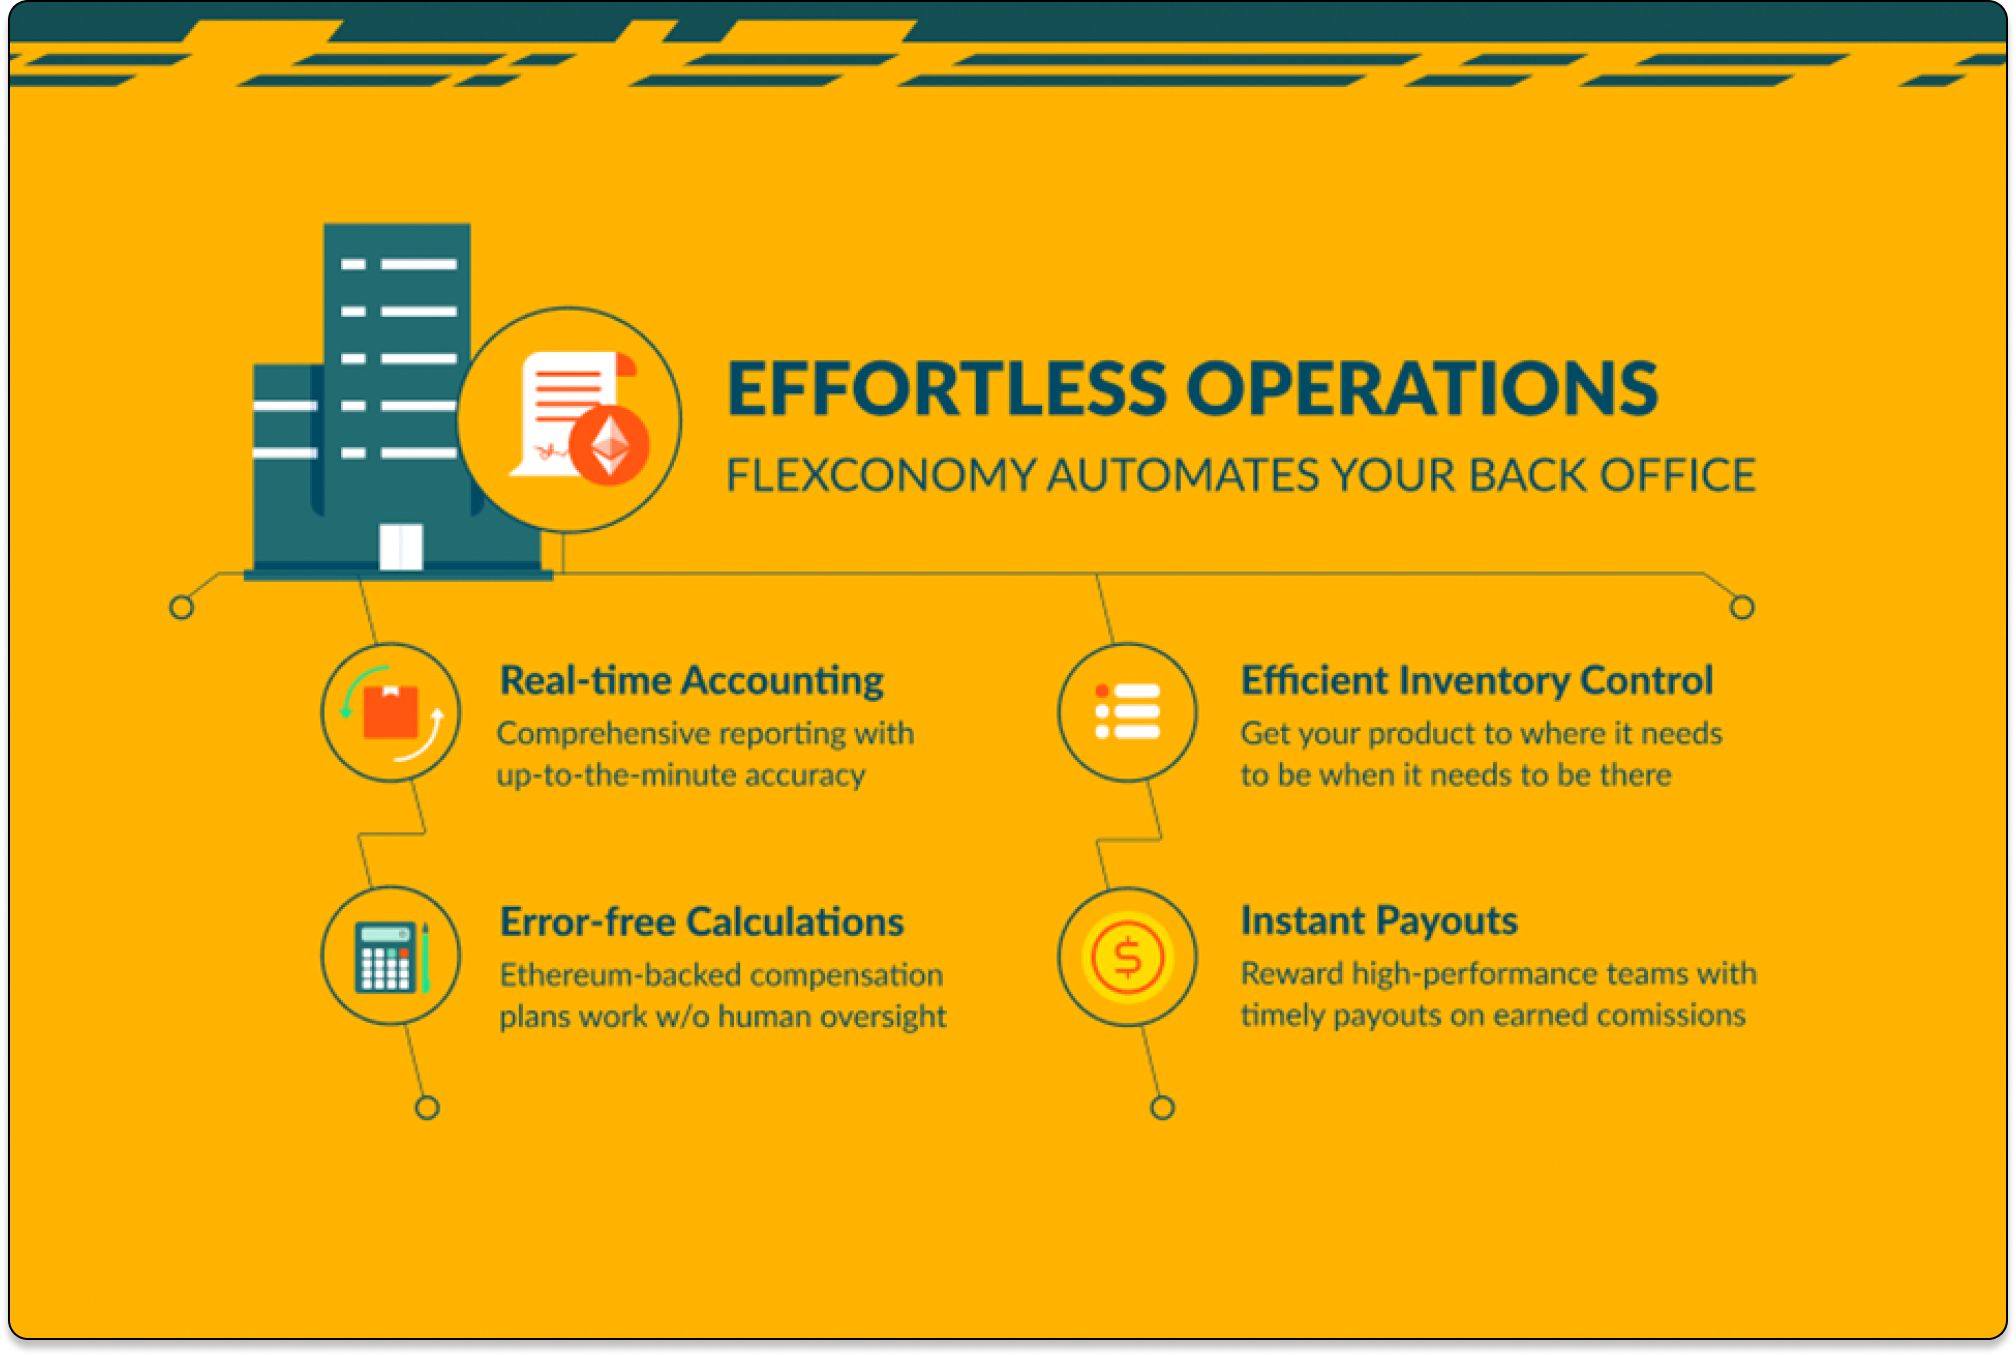 EFFORTLESS OPERATIONS
FLEXCONOMY AUTOMATES YOUR BACK OFFICE
Real-time Accounting
Comprehensive reporting with
up-to-the-minute accuracy
Efficient Inventory Control
Get your product to where it needs
to be when it needs to be there
Error-free Calculations
Ethereum-backed compensation
plans work w/o human oversight
Instant Payouts
Reward high-performance teams with
timely payouts on earned comissions